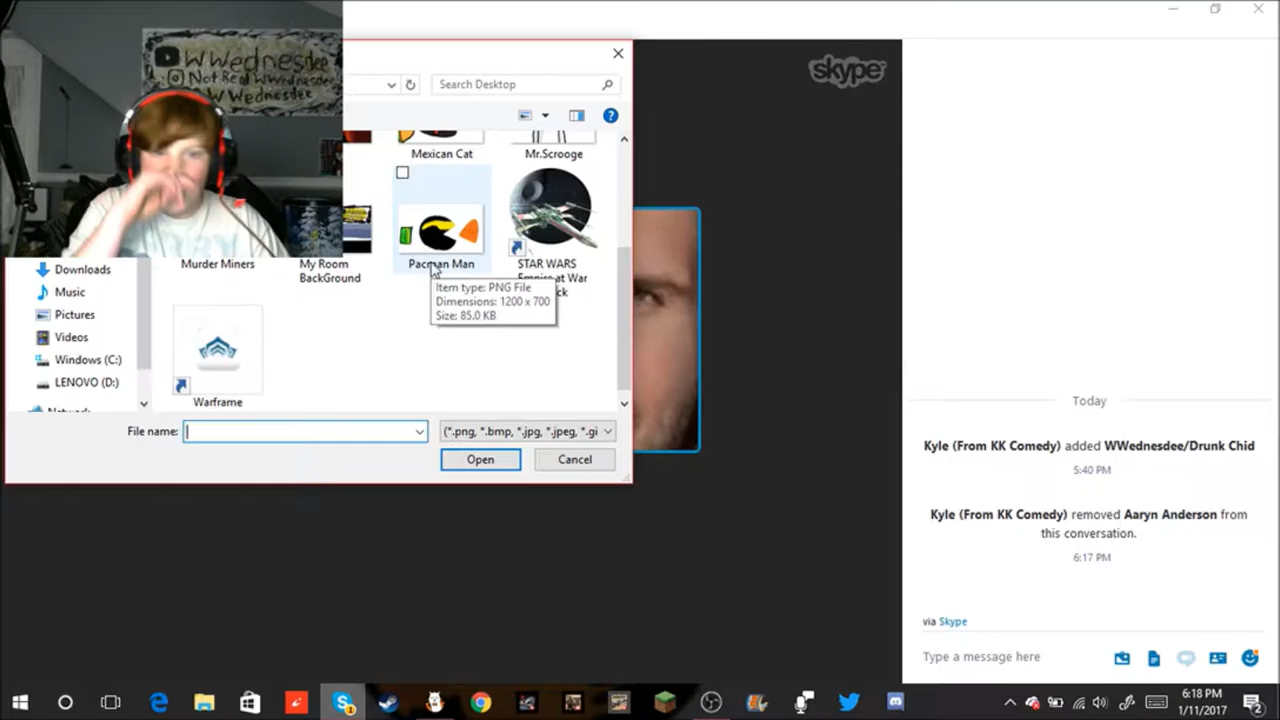 WWednesdee
Not Real WWednesdee
WWednesdee
skype
Search Desktop
Mexican Cat
Mr.Scrooge
Murder Miners
My Room
BackGround
Pacman Man
STAR WARS
Empire at War
Item type: PNG File
Dimensions: 1200 x 700
Size: 85.0 KB
Downloads
Music
Pictures
Videos
Windows (C:)
LENOVO (D:)
Warframe
File name:
(*.png, *.bmp, *.jpg, *.jpeg, *.gi
Open
Cancel
Today
Kyle (From KK Comedy) added WWednesdee/Drunk Chid
5:40 PM
Kyle (From KK Comedy) removed Aaryn Anderson from
this conversation.
6:17 PM
via Skype
Type a message here
6:18 PM
1/11/2017
2